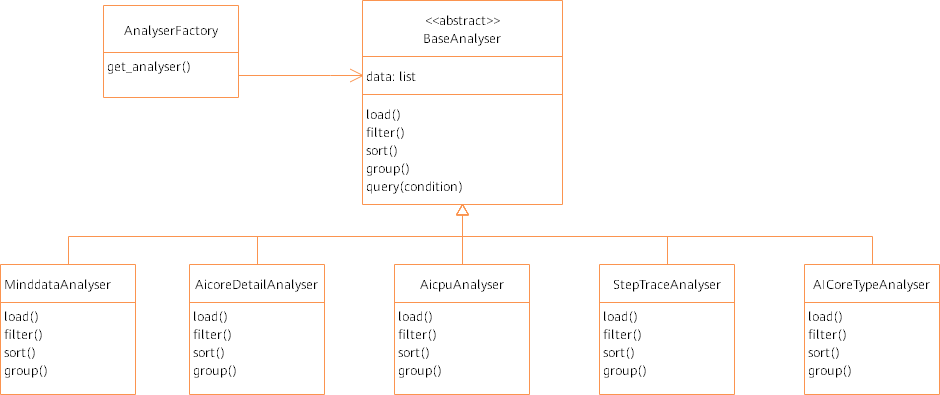 AnalyserFactory
get_analyser()
<<abstract>>
BaseAnalyser
data: list
load()
filter()
sort()
group()
query(condition)
MinddataAnalyser
load()
filter()
sort()
group()
AicoreDetailAnalyser
load()
filter()
sort()
group()
AicpuAnalyser
load()
filter()
sort()
group()
StepTraceAnalyser
load()
filter()
sort()
group()
AICoreTypeAnalyser
load()
filter()
sort()
group()